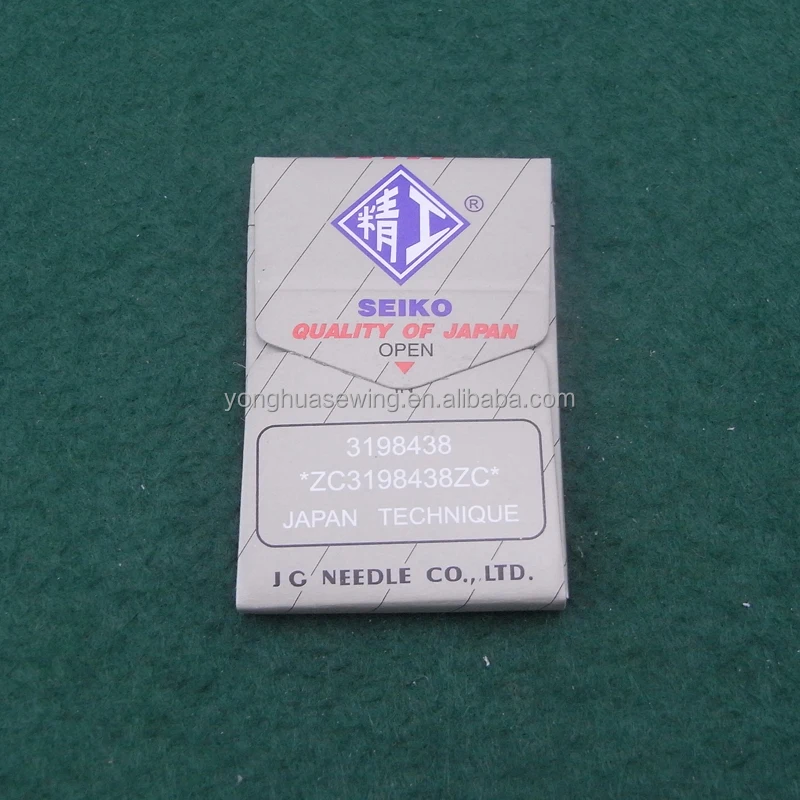 精工
®
SEIKO
QUALITY OF JAPAN
OPEN
yonghuasewing.en.alibaba.com
3198438
*ZC3198438ZC*
JAPAN TECHNIQUE
J G NEEDLE CO., LTD.